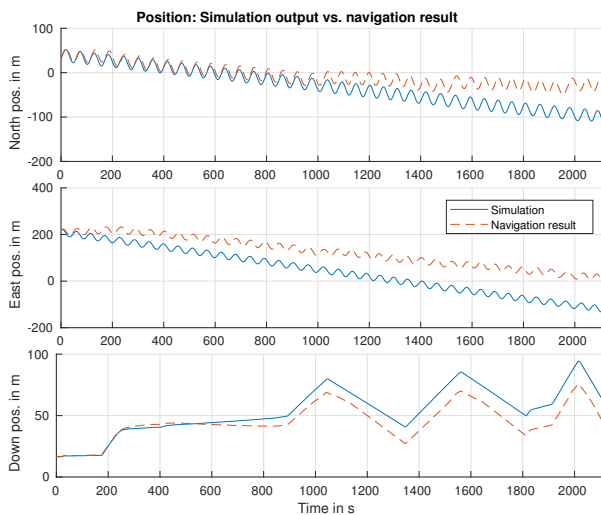 Position: Simulation output vs. navigation result
North pos. in m
100
0
-100
-200
0 200 400 600 800 1000 1200 1400 1600 1800 2000
East pos. in m
400
200
0
-200
Simulation
Navigation result
0 200 400 600 800 1000 1200 1400 1600 1800 2000
Down pos. in m
100
50
0
0 200 400 600 800 1000 1200 1400 1600 1800 2000
Time in s